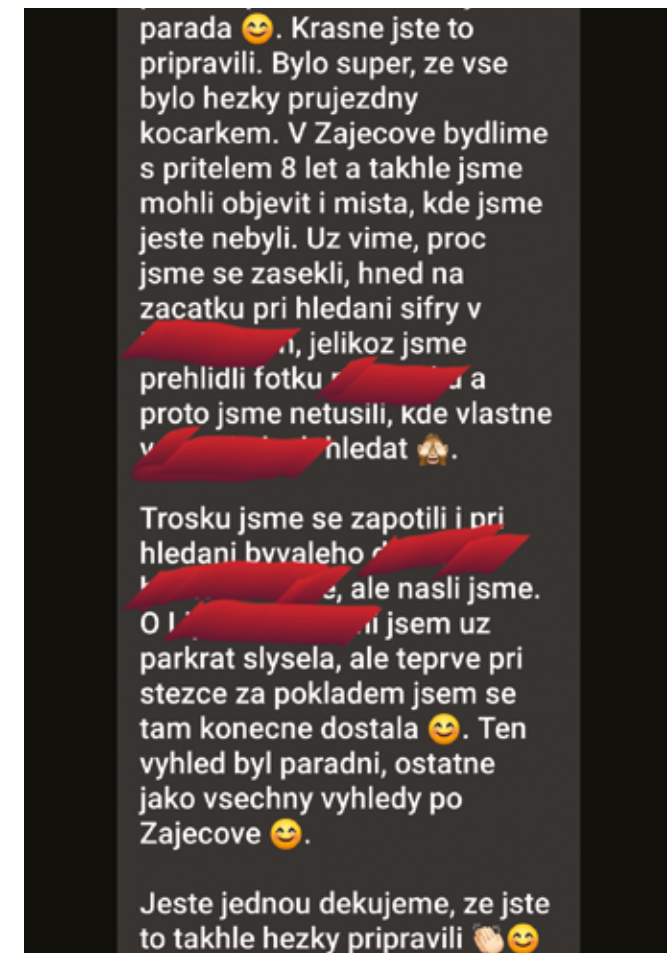 parada 😊. Krasne jste to
pripravili. Bylo super, ze vse
bylo hezky prujezdny
kocarkem. V Zajecove bydlime
s pritelem 8 let a takhle jsme
mohli objevit i mista, kde jsme
jeste nebyli. Uz vime, proc
jsme se zasekli, hned na
zacatku pri hledani sifry v
, jelikoz jsme
prehlidli fotku a
proto jsme netusili, kde vlastne
hledat 🙈.
Trosku jsme se zapotili i pri
hledani byvaleho
, ale nasli jsme.
O jsem uz
parkrat slysela, ale teprve pri
stezce za pokladem jsem se
tam konecne dostala 😊. Ten
vyhled byl paradni, ostatne
jako vsechny vyhledy po
Zajecove 😊.
Jeste jednou dekujeme, ze jste
to takhle hezky pripravili 👏🏻😊